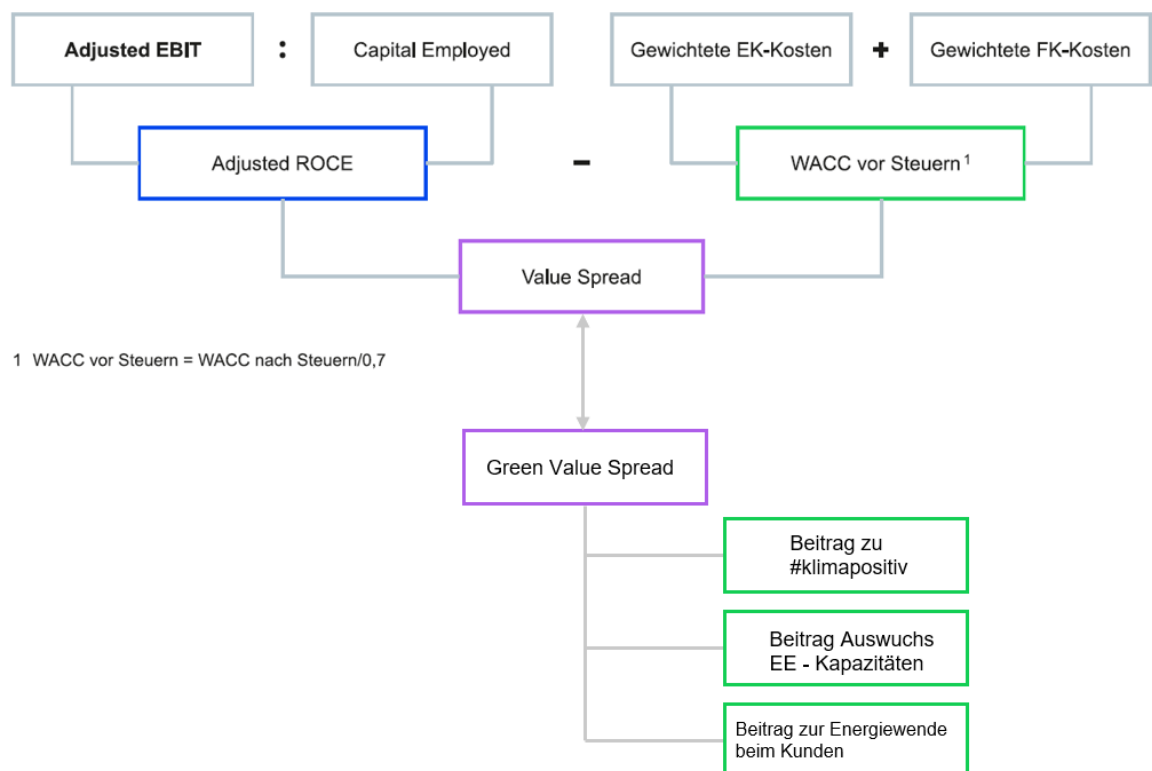 Adjusted EBIT : Capital Employed Gewichtete EK-Kosten + Gewichtete FK-Kosten
Adjusted ROCE - WACC vor Steuern 1
Value Spread
1 WACC vor Steuern = WACC nach Steuern/0,7
Green Value Spread
Beitrag zu
#klimapositiv
Beitrag Auswuchs
EE - Kapazitäten
Beitrag zur Energiewende
beim Kunden